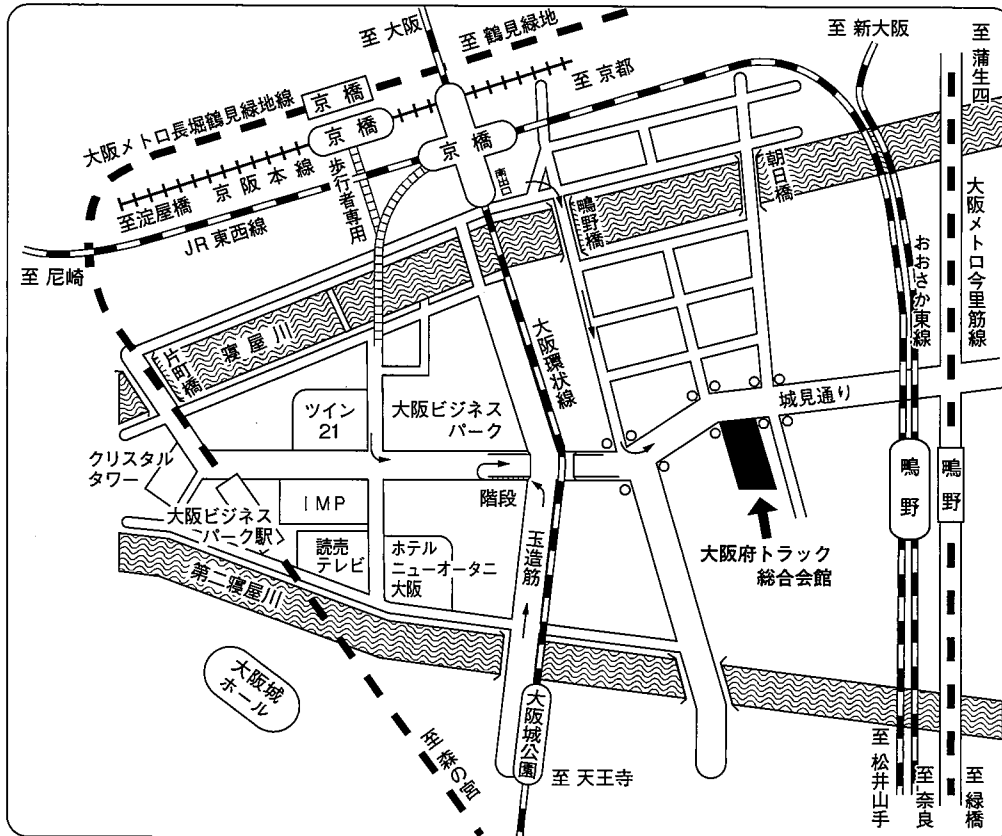 至 大阪
至 鶴見緑地
至 京都
至 新大阪
至 蒲生四
大阪メトロ長堀鶴見緑地線
京橋
京橋
京橋
京阪本線
至淀屋橋
歩行者専用
JR東西線
至 尼崎
南出口
鴫野橋
朝日橋
大阪メトロ今里筋線
おおさか東線
片町橋
寝屋川
大阪環状線
城見通り
ツイン
21
大阪ビジネス
パーク
クリスタル
タワー
IMP
階段
大阪ビジネス
パーク駅
読売
テレビ
ホテル
ニューオータニ
大阪
玉造筋
大阪府トラック
総合会館
鴫野
鴫野
第二寝屋川
大阪城
ホール
至 森の宮
大阪城公園
至 天王寺
至 松井山手
至 奈良
至 緑橋